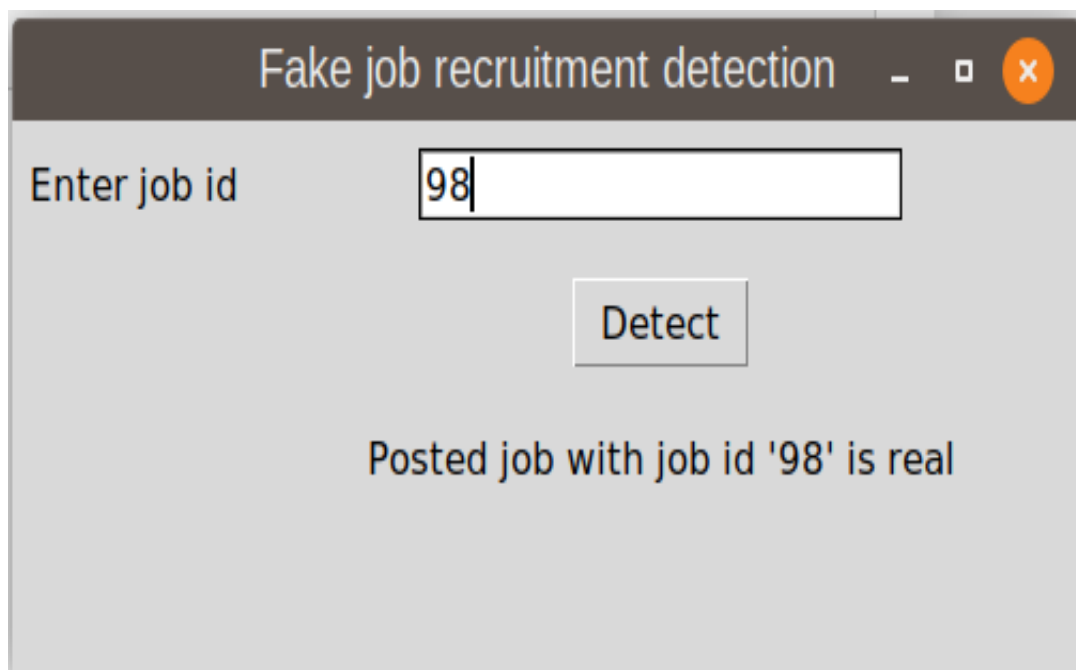 Fake job recruitment detection
Enter job id 98
Detect
Posted job with job id '98' is real